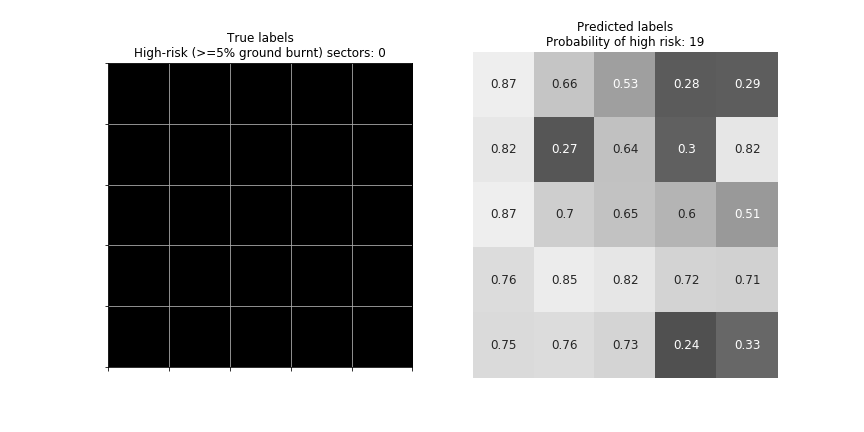 True labels
High-risk (>=5% ground burnt) sectors: 0
Predicted labels
Probability of high risk: 19
0.87 0.66 0.53 0.28 0.29
0.82 0.27 0.64 0.3 0.82
0.87 0.7 0.65 0.6 0.51
0.76 0.85 0.82 0.72 0.71
0.75 0.76 0.73 0.24 0.33